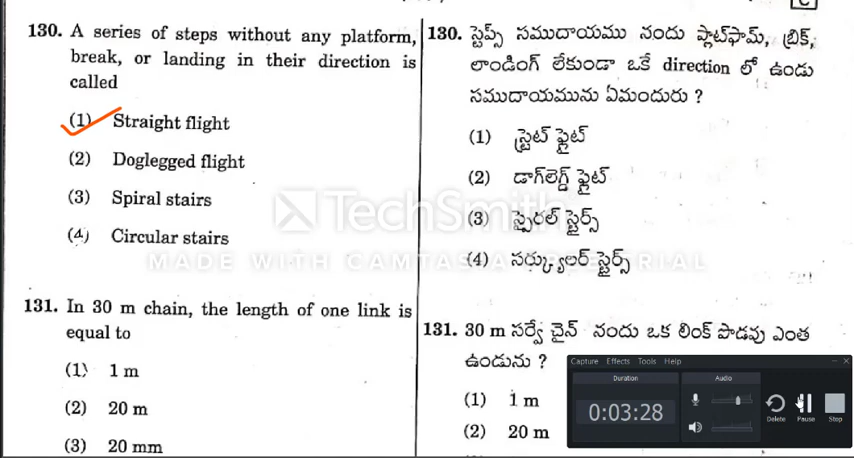 130. A series of steps without any platform,
break, or landing in their direction is
called
(1) Straight flight
(2) Doglegged flight
(3) Spiral stairs
(4) Circular stairs
131. In 30 m chain, the length of one link is
equal to
(1) 1 m
(2) 20 m
(3) 20 mm
130. స్టెప్స్ సముదాయము నందు ప్లాట్‌ఫామ్, బ్రేక్,
లాండింగ్ లేకుండా ఒకే direction లో ఉండు
సముదాయమును ఏమందురు ?
(1) స్ట్రైట్ ఫ్లైట్
(2) డాగ్‌లెగ్డ్ ఫ్లైట్
(3) స్పైరల్ స్టైర్స్
(4) సర్క్యులర్ స్టైర్స్
131. 30 m సర్వే చైన్ నందు ఒక లింక్ పొడవు ఎంత
ఉండును ?
(1) 1 m
(2) 20 m
TechSmith
MADE WITH CAMTASIA TRIAL
Capture Effects Tools Help
Duration
Audio
0:03:28
Delete Pause Stop